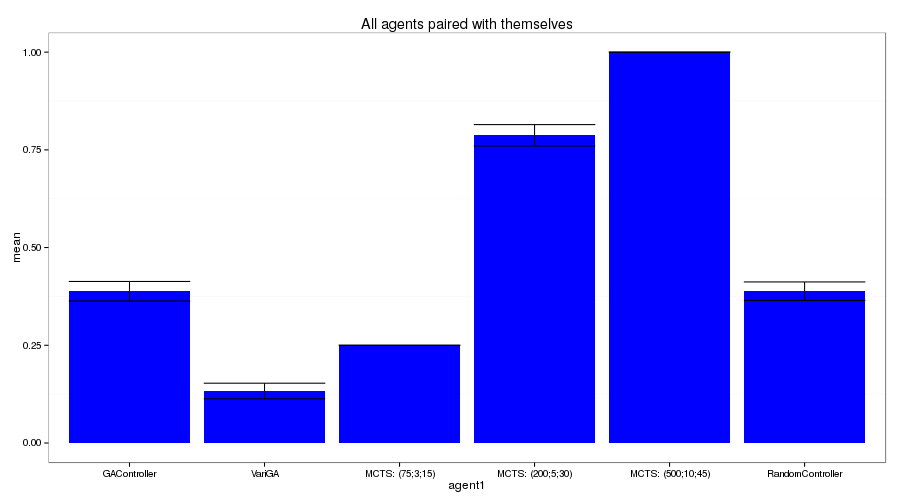 All agents paired with themselves
mean
1.00
0.75
0.50
0.25
0.00
GAController VariGA MCTS: (75;3;15) MCTS: (200;5;30) MCTS: (500;10;45) RandomController
agent1